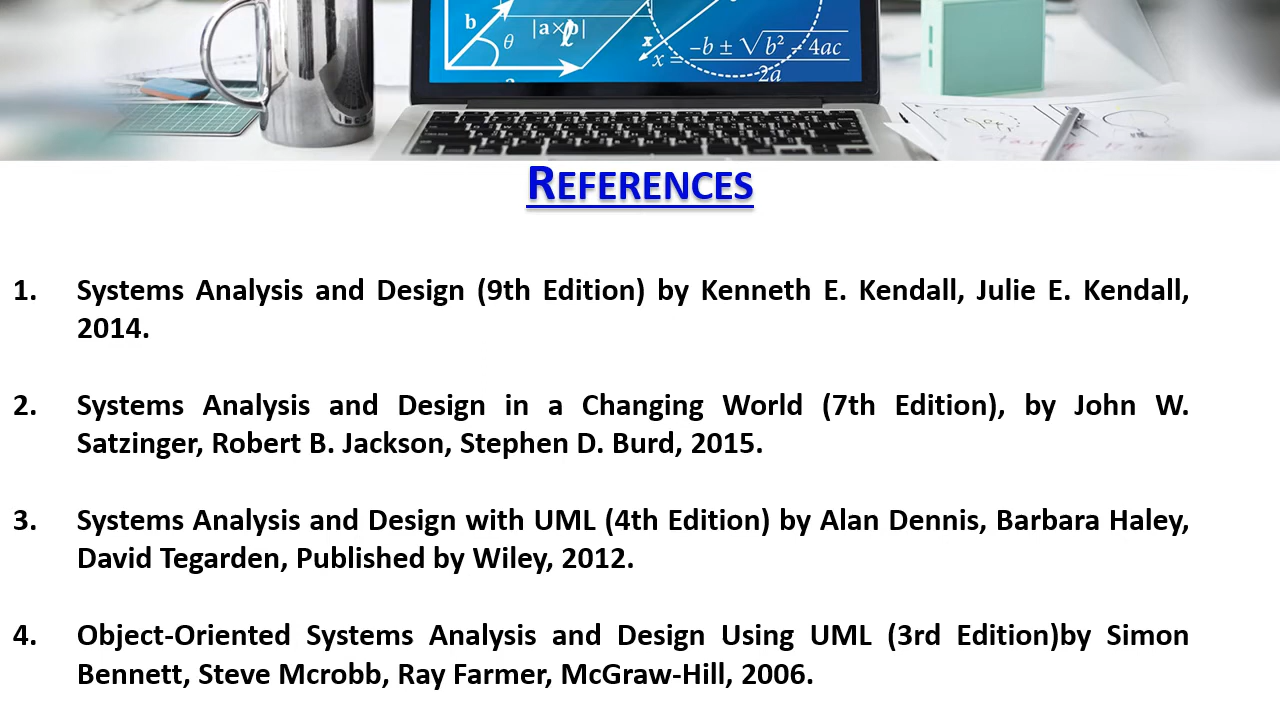 b
|a×b|
θ
x
x = −b ± √b² − 4ac
2a
REFERENCES
1. Systems Analysis and Design (9th Edition) by Kenneth E. Kendall, Julie E. Kendall,
2014.
2. Systems Analysis and Design in a Changing World (7th Edition), by John W.
Satzinger, Robert B. Jackson, Stephen D. Burd, 2015.
3. Systems Analysis and Design with UML (4th Edition) by Alan Dennis, Barbara Haley,
David Tegarden, Published by Wiley, 2012.
4. Object-Oriented Systems Analysis and Design Using UML (3rd Edition)by Simon
Bennett, Steve Mcrobb, Ray Farmer, McGraw-Hill, 2006.